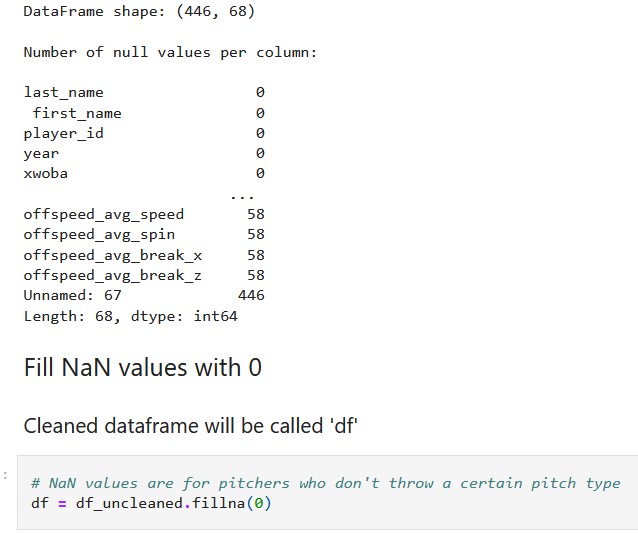 DataFrame shape: (446, 68)
Number of null values per column:
last_name 0
 first_name 0
player_id 0
year 0
xwoba 0
...
offspeed_avg_speed 58
offspeed_avg_spin 58
offspeed_avg_break_x 58
offspeed_avg_break_z 58
Unnamed: 67 446
Length: 68, dtype: int64
Fill NaN values with 0
Cleaned dataframe will be called 'df'
:
# NaN values are for pitchers who don't throw a certain pitch type
df = df_uncleaned.fillna(0)